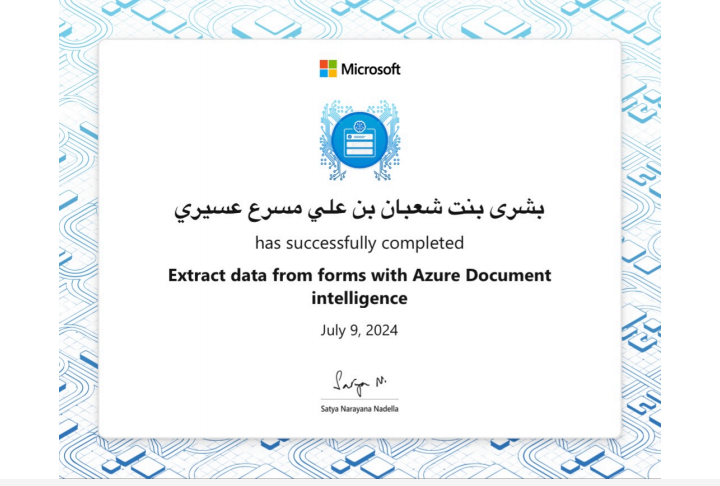 Microsoft
بشرى بنت شعبان بن علي مسرع عسيري
has successfully completed
Extract data from forms with Azure Document
intelligence
July 9, 2024
Satya N.
Satya Narayana Nadella